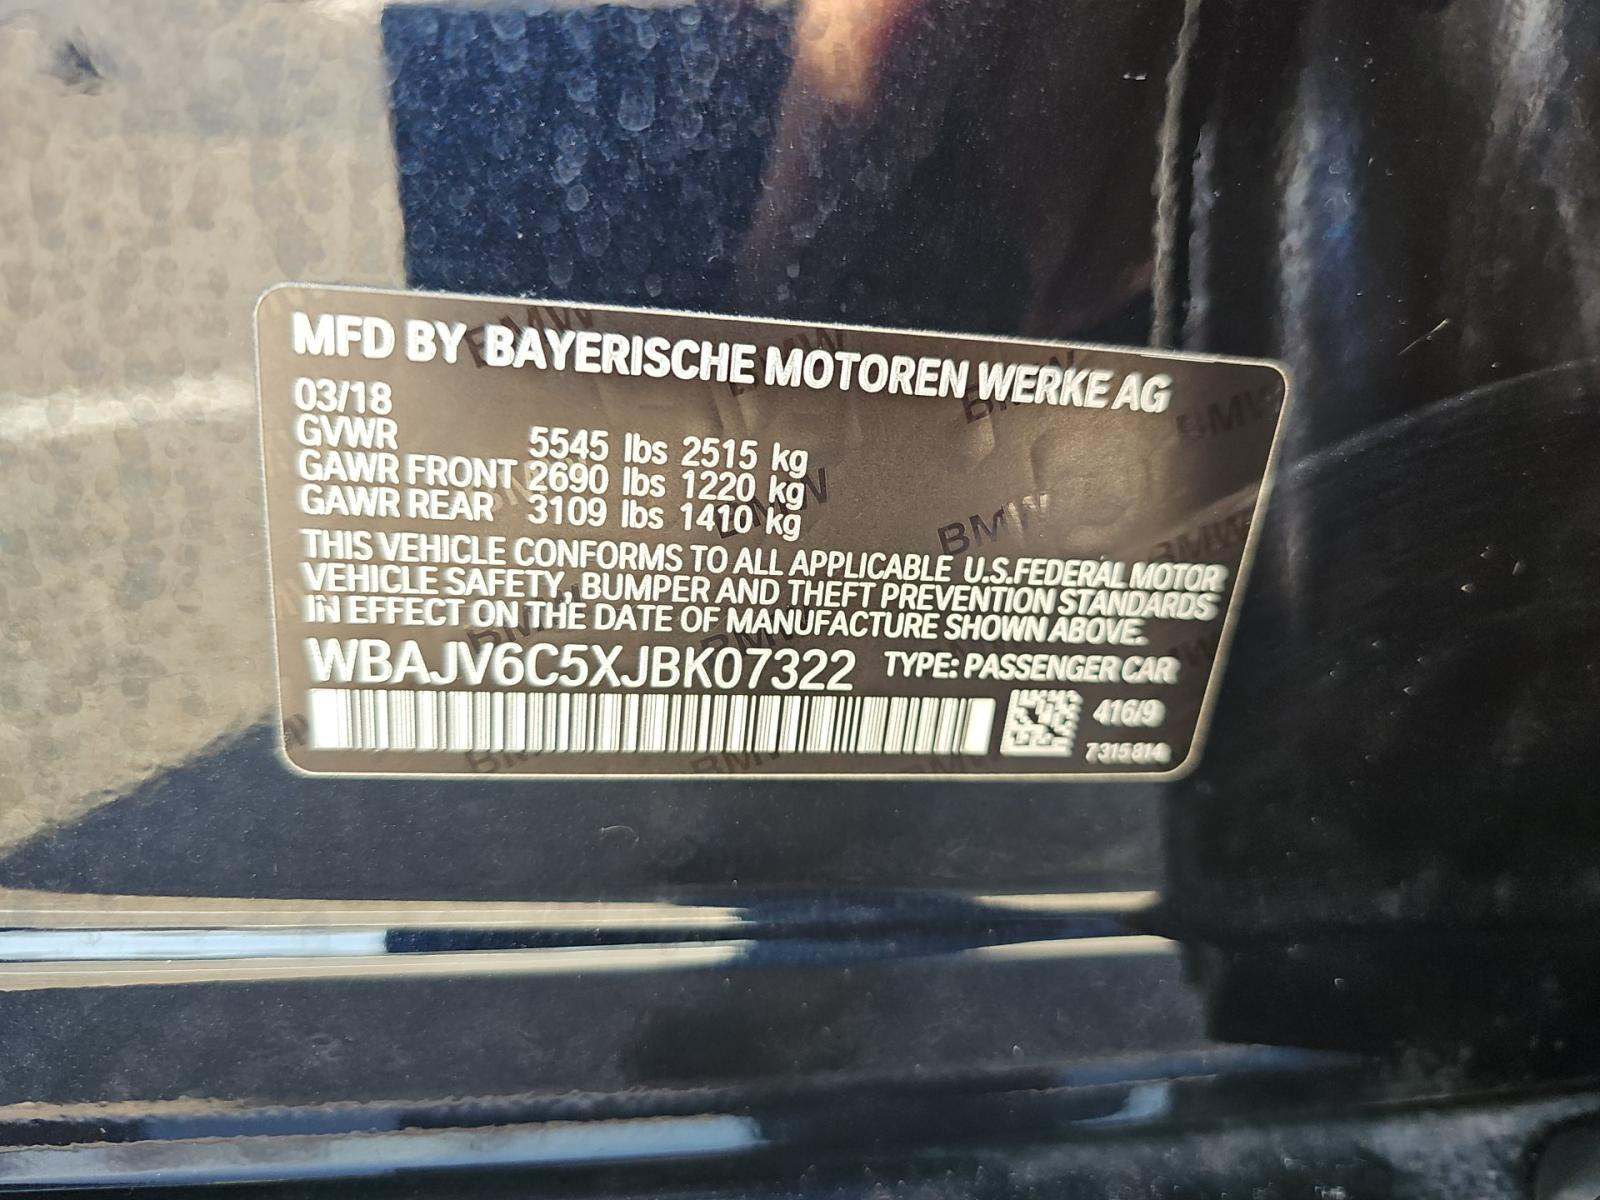 MFD BY BAYERISCHE MOTOREN WERKE AG
03/18
GVWR 5545 lbs 2515 kg
GAWR FRONT 2690 lbs 1220 kg
GAWR REAR 3109 lbs 1410 kg
THIS VEHICLE CONFORMS TO ALL APPLICABLE U.S.FEDERAL MOTOR
VEHICLE SAFETY, BUMPER AND THEFT PREVENTION STANDARDS
IN EFFECT ON THE DATE OF MANUFACTURE SHOWN ABOVE.
WBAJV6C5XJBK07322 TYPE: PASSENGER CAR
416/9
7315814